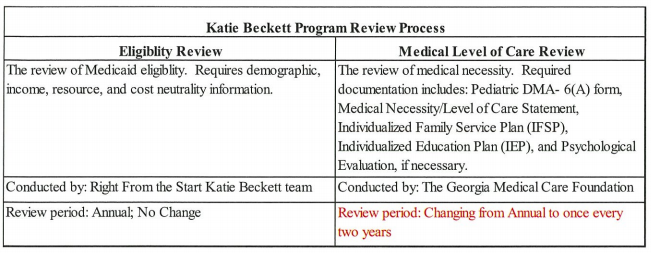 Katie Beckett Program Review Process
Eligiblity Review
Medical Level of Care Review
The review of Medicaid eligiblity. Requires demographic,
income, resource, and cost neutrality information.
The review of medical necessity. Required
documentation includes: Pediatric DMA- 6(A) form,
Medical Necessity/Level of Care Statement,
Individualized Family Service Plan (IFSP),
Individualized Education Plan (IEP), and Psychological
Evaluation, if necessary.
Conducted by: Right From the Start Katie Beckett team
Conducted by: The Georgia Medical Care Foundation
Review period: Annual; No Change
Review period: Changing from Annual to once every
two years